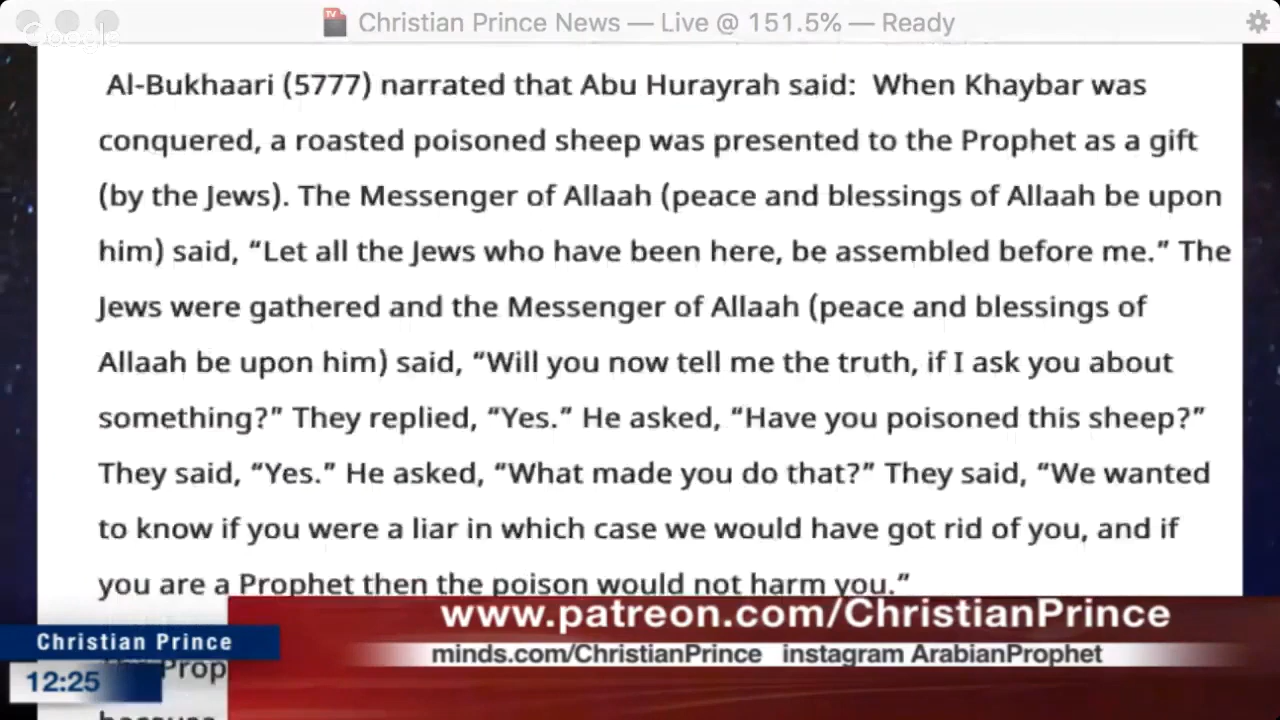 Christian Prince News — Live @ 151.5% — Ready
Google
Al-Bukhaari (5777) narrated that Abu Hurayrah said: When Khaybar was
conquered, a roasted poisoned sheep was presented to the Prophet as a gift
(by the Jews). The Messenger of Allaah (peace and blessings of Allaah be upon
him) said, “Let all the Jews who have been here, be assembled before me.” The
Jews were gathered and the Messenger of Allaah (peace and blessings of
Allaah be upon him) said, “Will you now tell me the truth, if I ask you about
something?” They replied, “Yes.” He asked, “Have you poisoned this sheep?”
They said, “Yes.” He asked, “What made you do that?” They said, “We wanted
to know if you were a liar in which case we would have got rid of you, and if
you are a Prophet then the poison would not harm you.”
www.patreon.com/ChristianPrince
Christian Prince
minds.com/ChristianPrince instagram ArabianProphet
Prop
12:25
because